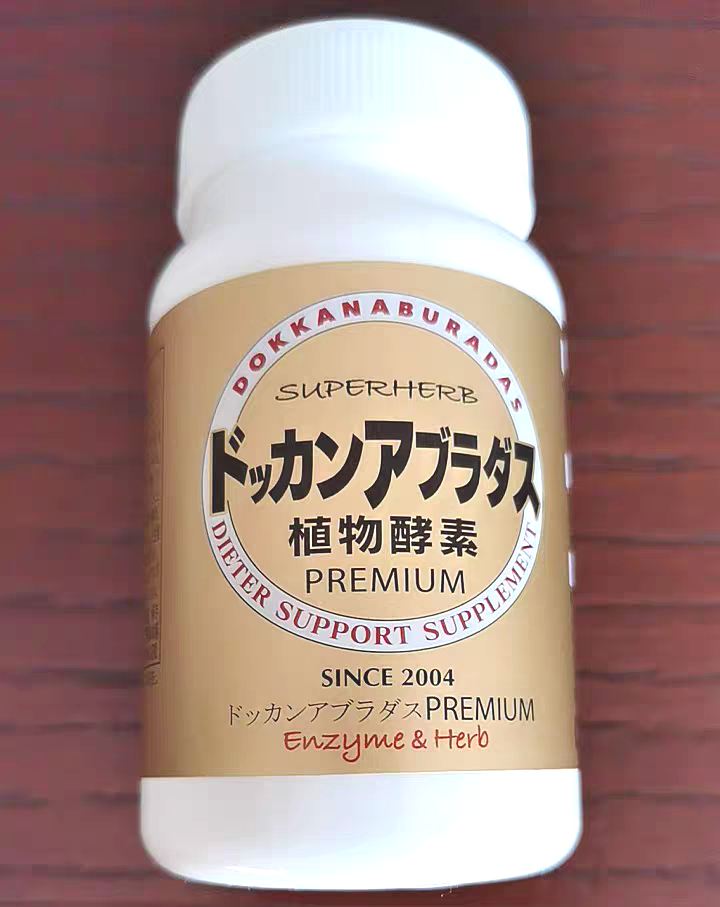 DOKKANABURADAS
SUPERHERB
ドッカンアブラダス
植物酵素
PREMIUM
DIETER SUPPORT SUPPLEMENT
SINCE 2004
ドッカンアブラダスPREMIUM
Enzyme & Herb